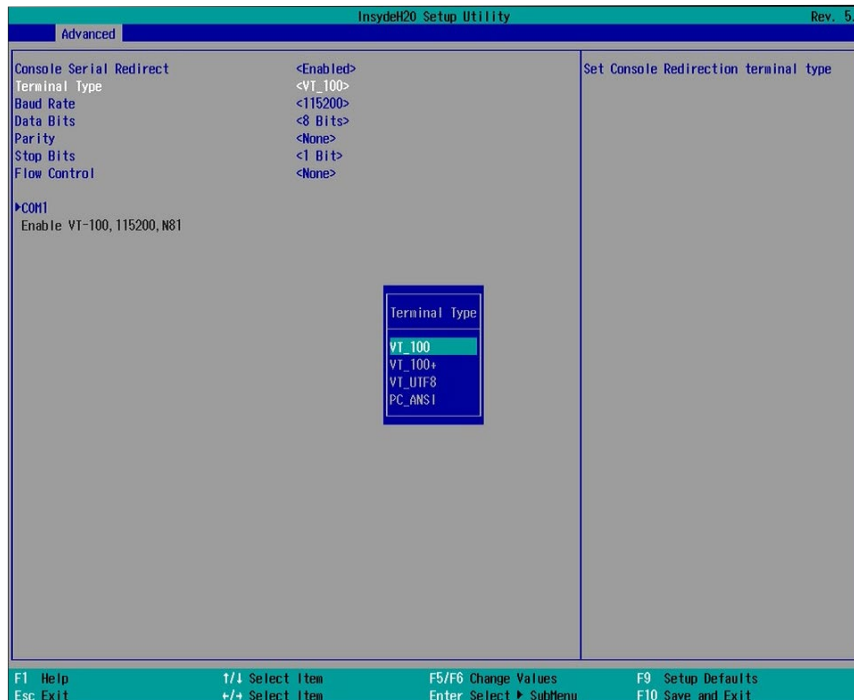 InsydeH20 Setup Utility Rev. 5.
Advanced
Console Serial Redirect <Enabled> Set Console Redirection terminal type
Terminal Type <VT_100>
Baud Rate <115200>
Data Bits <8 Bits>
Parity <None>
Stop Bits <1 Bit>
Flow Control <None>
▶COM1
Enable VT-100,115200,N81
Terminal Type
VT_100
VT_100+
VT_UTF8
PC_ANSI
F1 Help ↑/↓ Select Item F5/F6 Change Values F9 Setup Defaults
Esc Exit ←/→ Select Item Enter Select ▶ SubMenu F10 Save and Exit